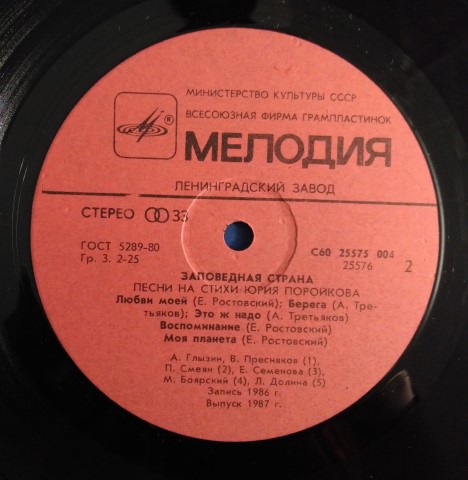 МИНИСТЕРСТВО КУЛЬТУРЫ СССР
ВСЕСОЮЗНАЯ ФИРМА ГРАМПЛАСТИНОК
®
МЕЛОДИЯ
ЛЕНИНГРАДСКИЙ ЗАВОД
СТЕРЕО 33
ГОСТ 5289-80
Гр. 3. 2-25
С60 25575 004
25576
2
ЗАПОВЕДНАЯ СТРАНА
ПЕСНИ НА СТИХИ ЮРИЯ ПОРОЙКОВА
Любви моей (Е. Ростовский); Берега (А. Тре-
тьяков); Это ж надо (А. Третьяков)
Воспоминание (Е. Ростовский)
Моя планета (Е. Ростовский)
А. Глызин, В. Пресняков (1),
П. Смеян (2), Е. Семенова (3),
М. Боярский (4), Л. Долина (5)
Запись 1986 г.
Выпуск 1987 г.